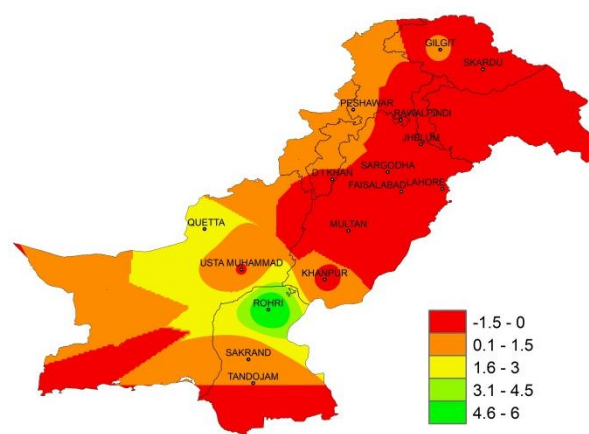 GILGIT
SKARDU
PESHAWAR
RAWALPINDI
JHELUM
SARGODHA
D I KHAN
FAISALABAD
LAHORE
QUETTA
MULTAN
USTA MUHAMMAD
KHANPUR
ROHRI
SAKRAND
TANDOJAM
-1.5 - 0
0.1 - 1.5
1.6 - 3
3.1 - 4.5
4.6 - 6